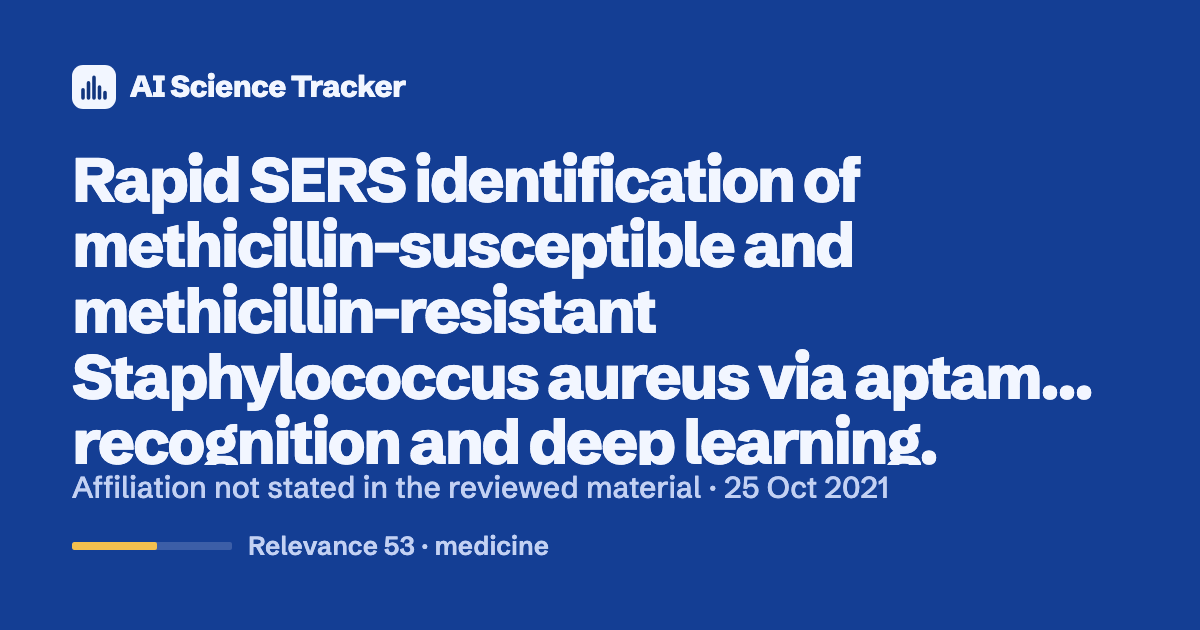 AI Science Tracker
Rapid SERS identification of
methicillin-susceptible and
methicillin-resistant
Staphylococcus aureus via aptam...
recognition and deep learning.
Affiliation not stated in the reviewed material · 25 Oct 2021
Relevance 53 · medicine